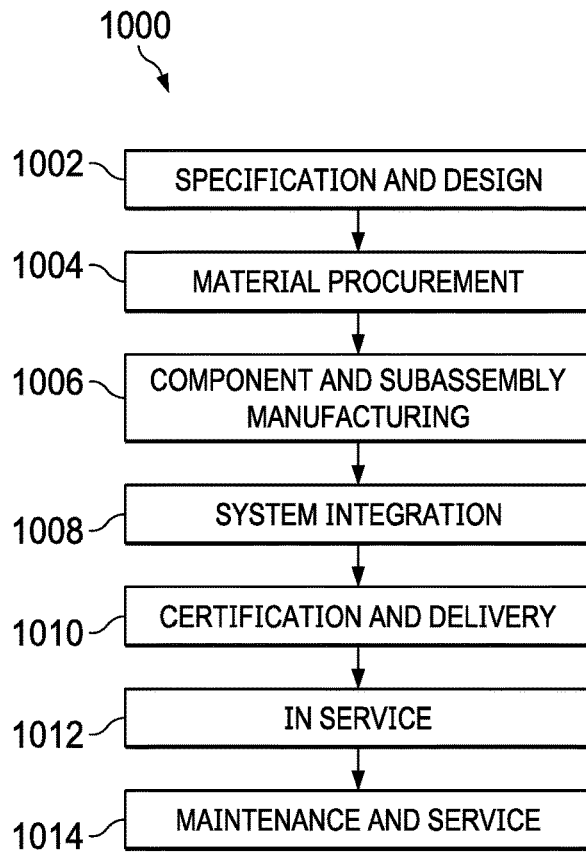 1000
1002
SPECIFICATION AND DESIGN
1004
MATERIAL PROCUREMENT
1006
COMPONENT AND SUBASSEMBLY
MANUFACTURING
1008
SYSTEM INTEGRATION
1010
CERTIFICATION AND DELIVERY
1012
IN SERVICE
1014
MAINTENANCE AND SERVICE